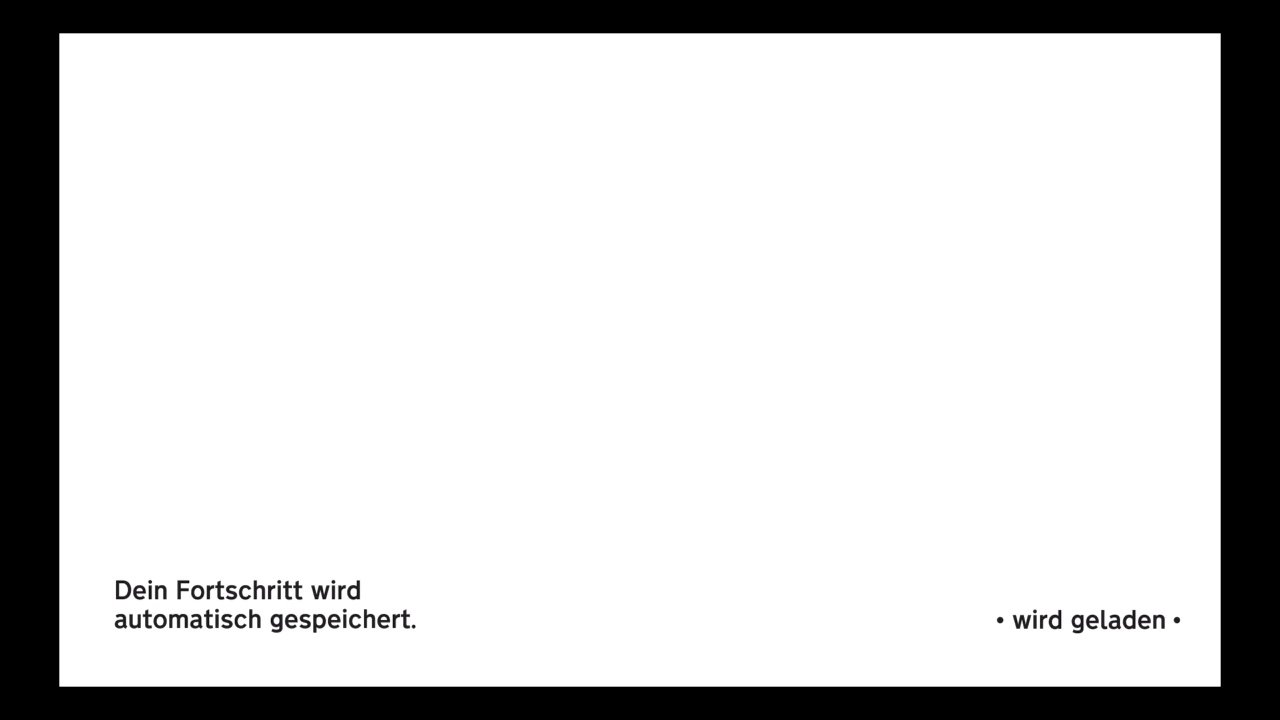 Dein Fortschritt wird
automatisch gespeichert.
• wird geladen •